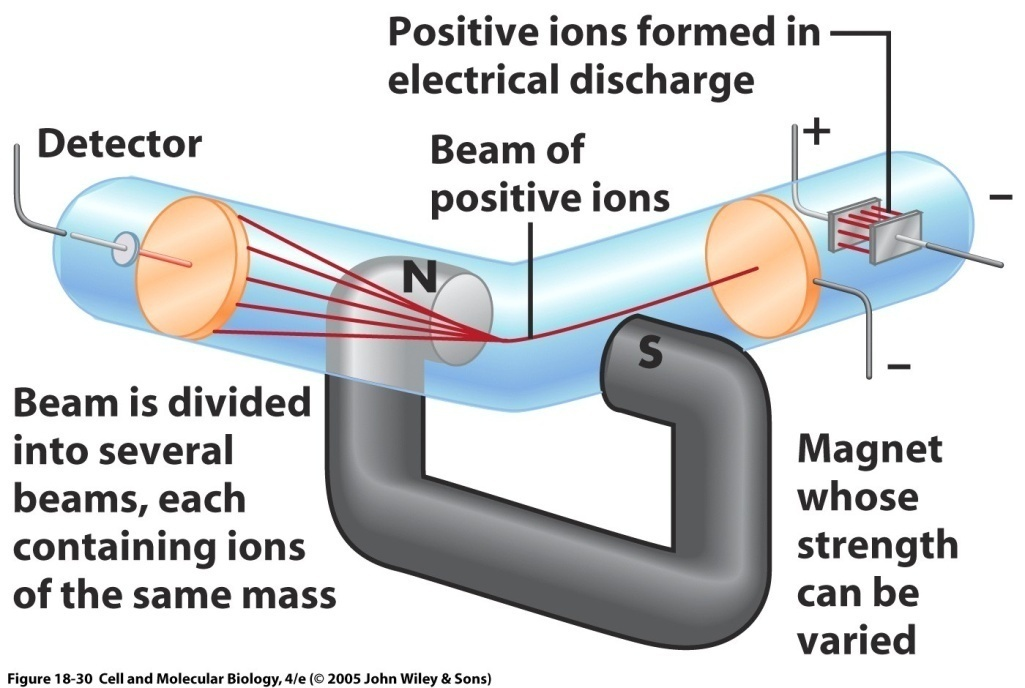 Positive ions formed in
electrical discharge
Detector
Beam of
positive ions
+
−
N
S
−
Beam is divided
into several
beams, each
containing ions
of the same mass
Magnet
whose
strength
can be
varied
Figure 18-30 Cell and Molecular Biology, 4/e (© 2005 John Wiley & Sons)